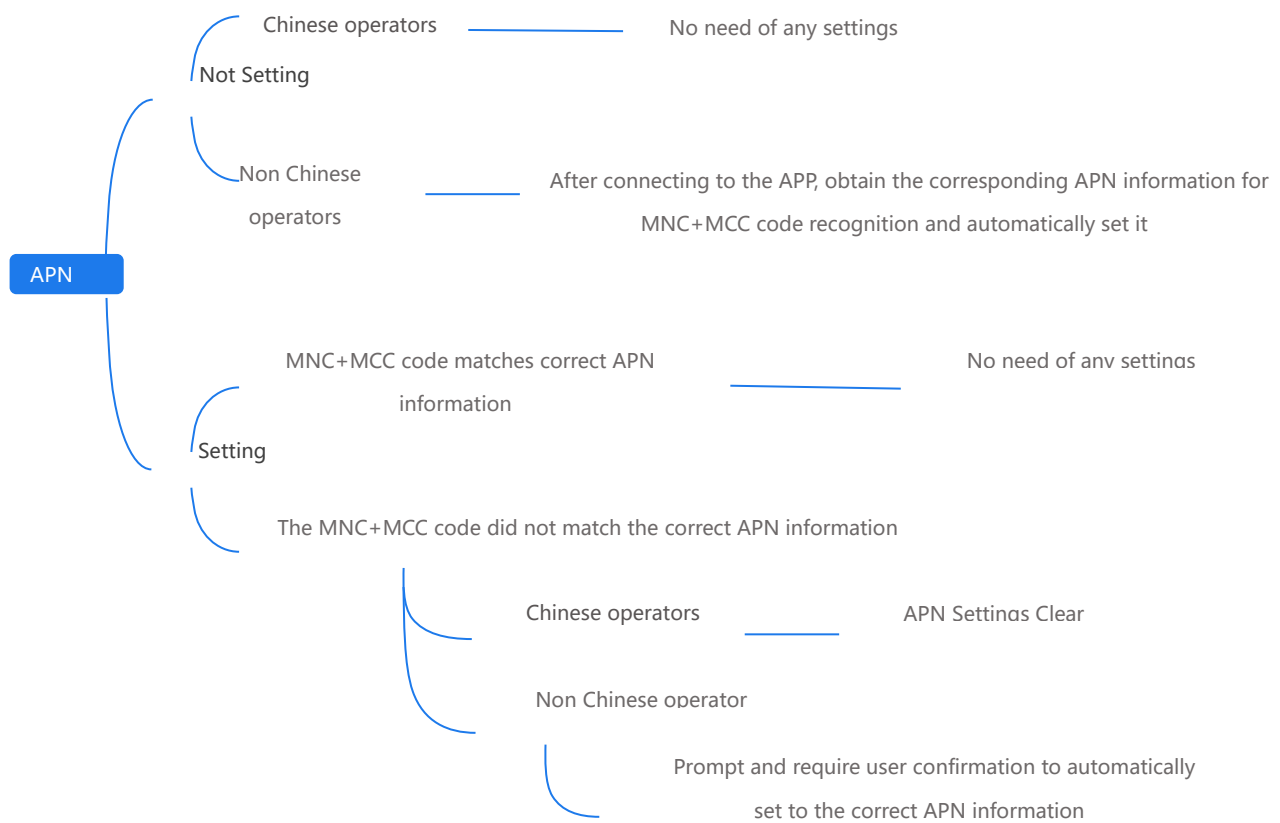 Chinese operators
No need of any settings
Not Setting
Non Chinese
operators
After connecting to the APP, obtain the corresponding APN information for
MNC+MCC code recognition and automatically set it
APN
MNC+MCC code matches correct APN
information
No need of any settings
Setting
The MNC+MCC code did not match the correct APN information
Chinese operators
APN Settings Clear
Non Chinese operator
Prompt and require user confirmation to automatically
set to the correct APN information